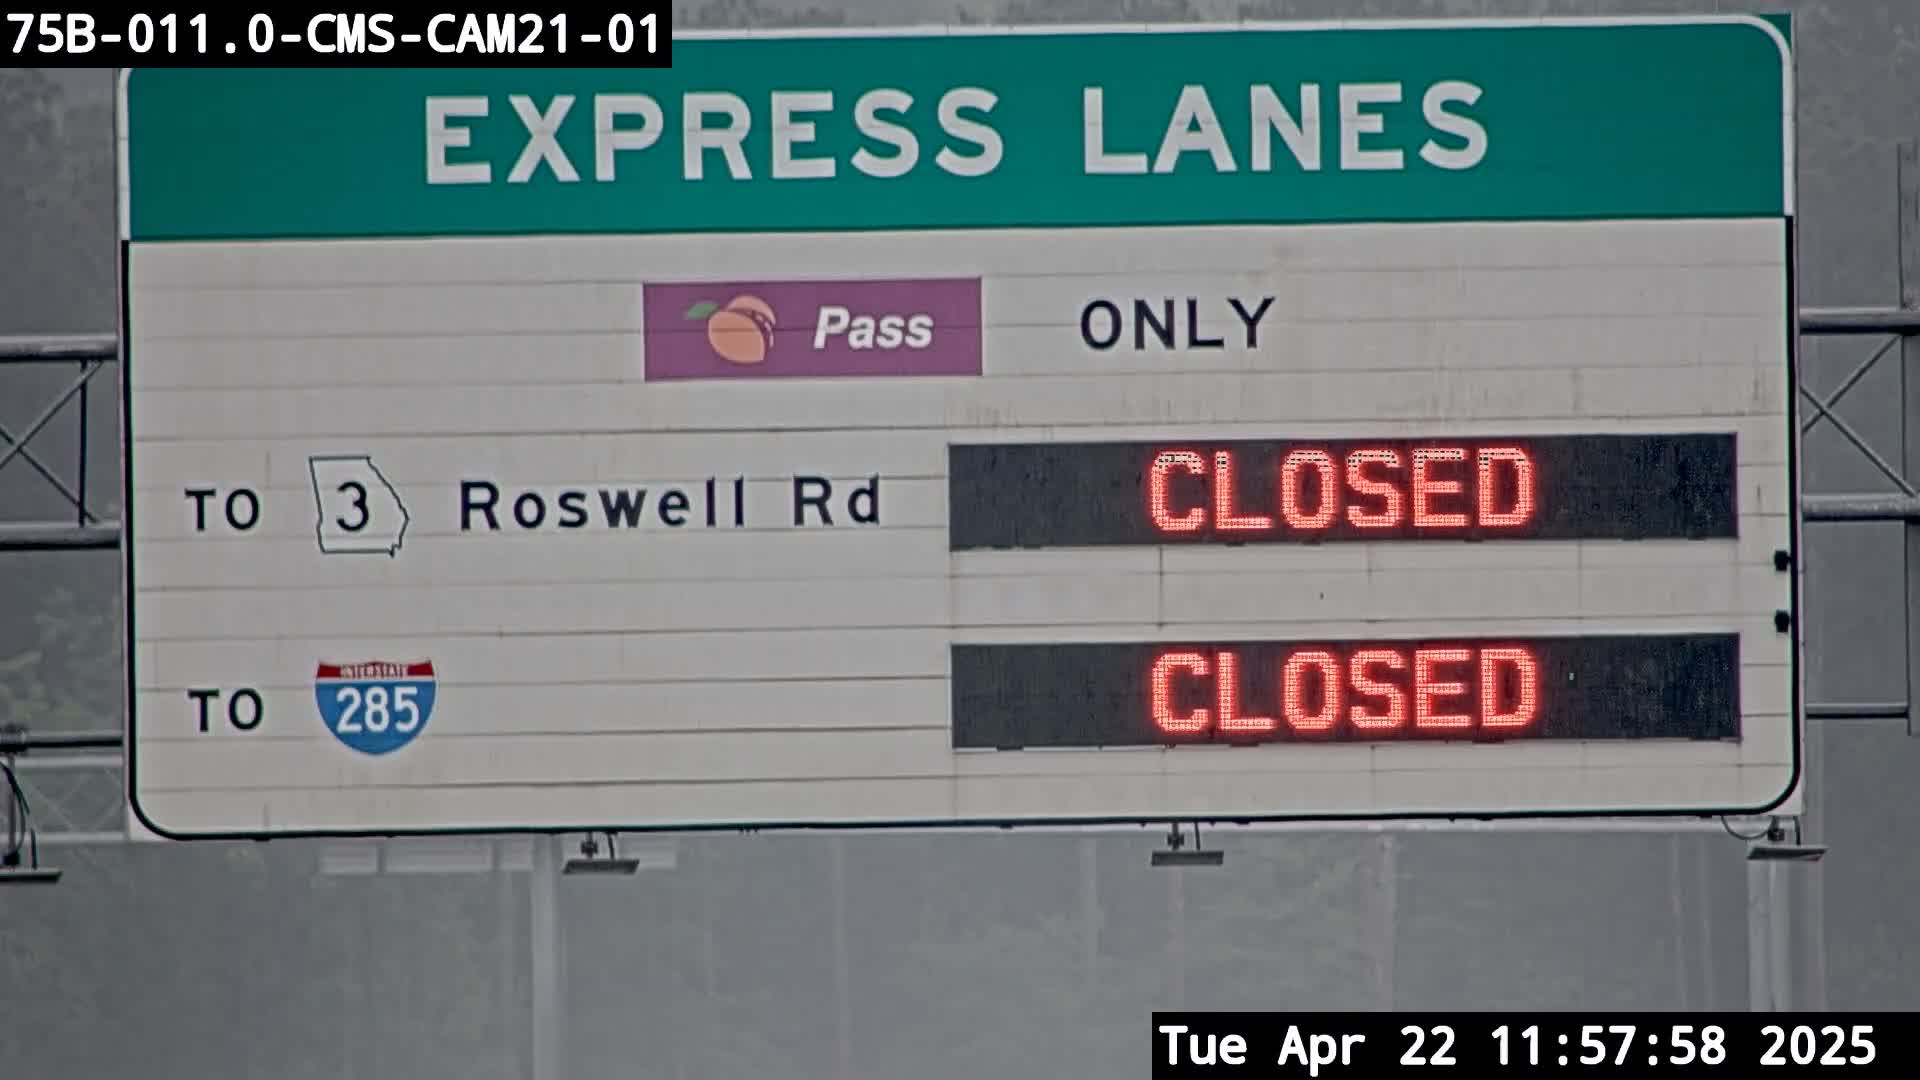 75B-011.0-CMS-CAM21-01
EXPRESS LANES
Pass ONLY
TO 3 Roswell Rd CLOSED
INTERSTATE
TO 285 CLOSED
Tue Apr 22 11:57:58 2025